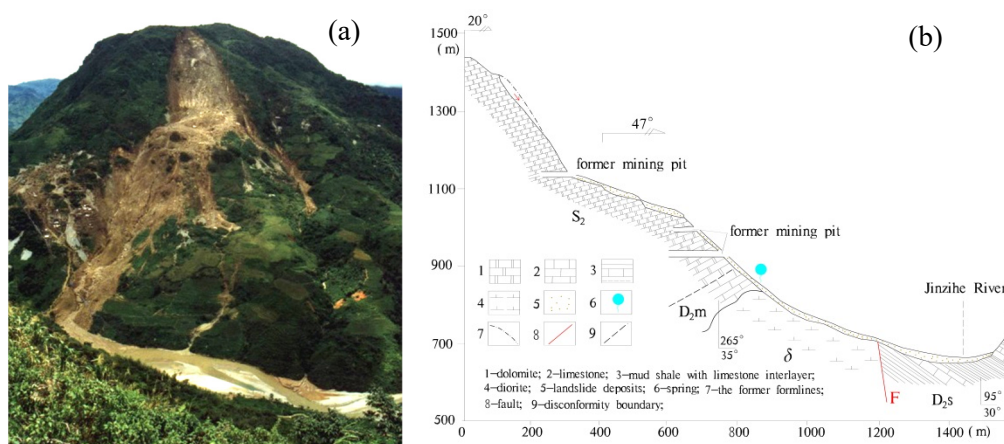 (a)
(b)
20°
1500
( m )
1300
1100
900
700
500
47°
former mining pit
S2
former mining pit
Jinzihe River
1 2 3
4 5 6
7 8 9
D2m
265°
35°
δ
F
D2s
95°
30°
1-dolomite; 2-limestone; 3-mud shale with limestone interlayer;
4-diorite; 5-landslide deposits; 6-spring; 7-the former formlines;
8-fault; 9-disconformity boundary;
0 200 400 600 800 1000 1200 1400 ( m )